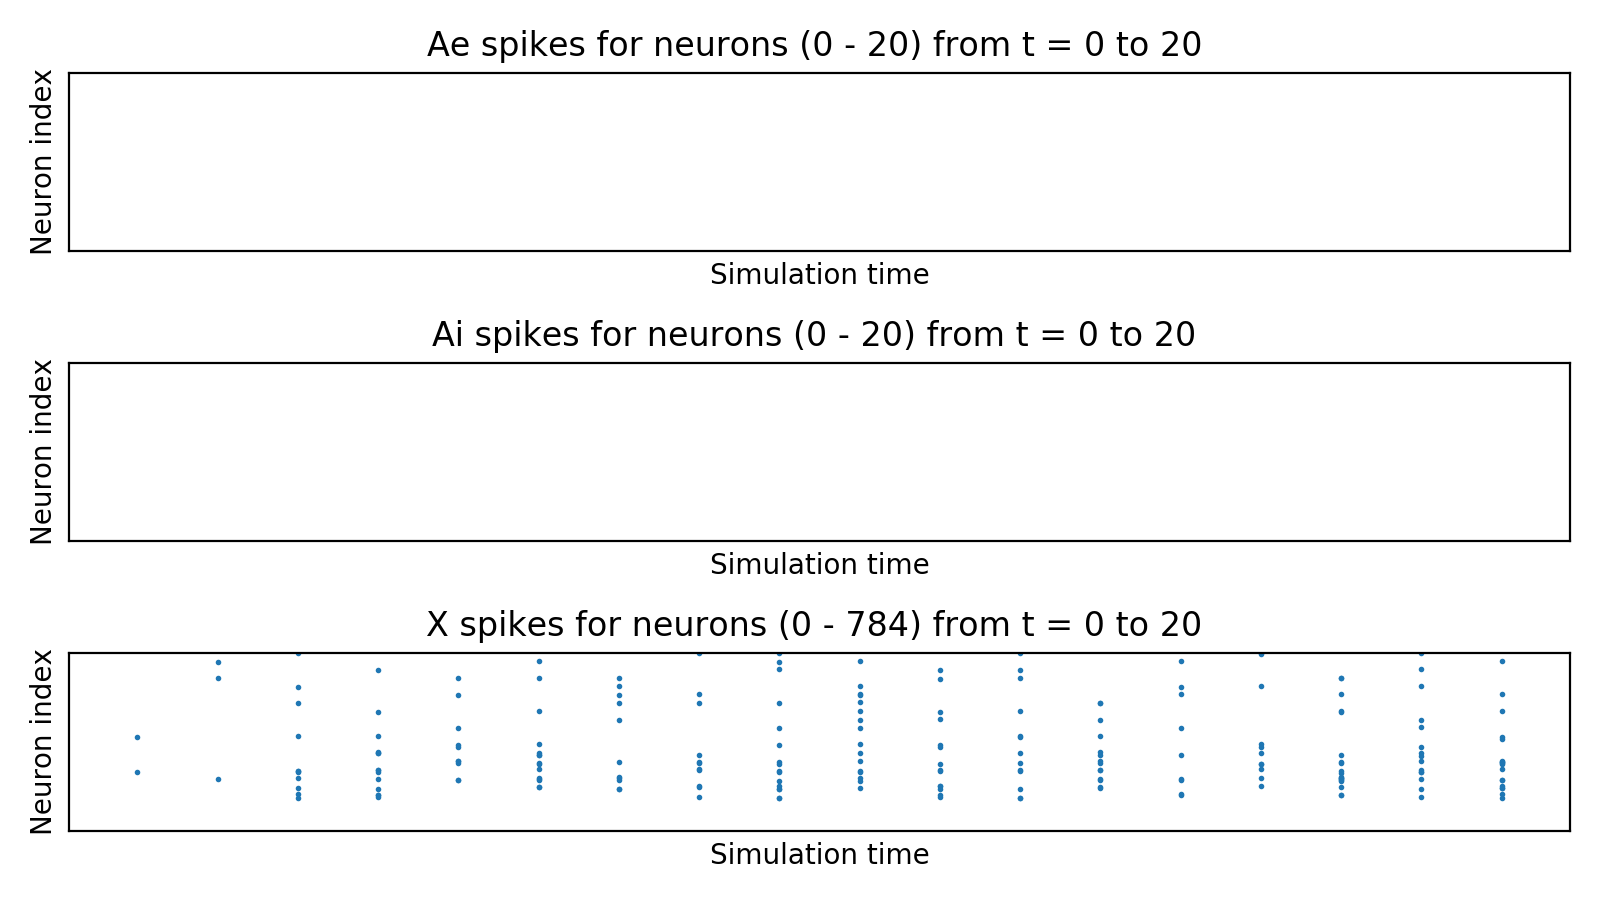 Ae spikes for neurons (0 - 20) from t = 0 to 20
Neuron index
Simulation time
Ai spikes for neurons (0 - 20) from t = 0 to 20
Neuron index
Simulation time
X spikes for neurons (0 - 784) from t = 0 to 20
Neuron index
Simulation time